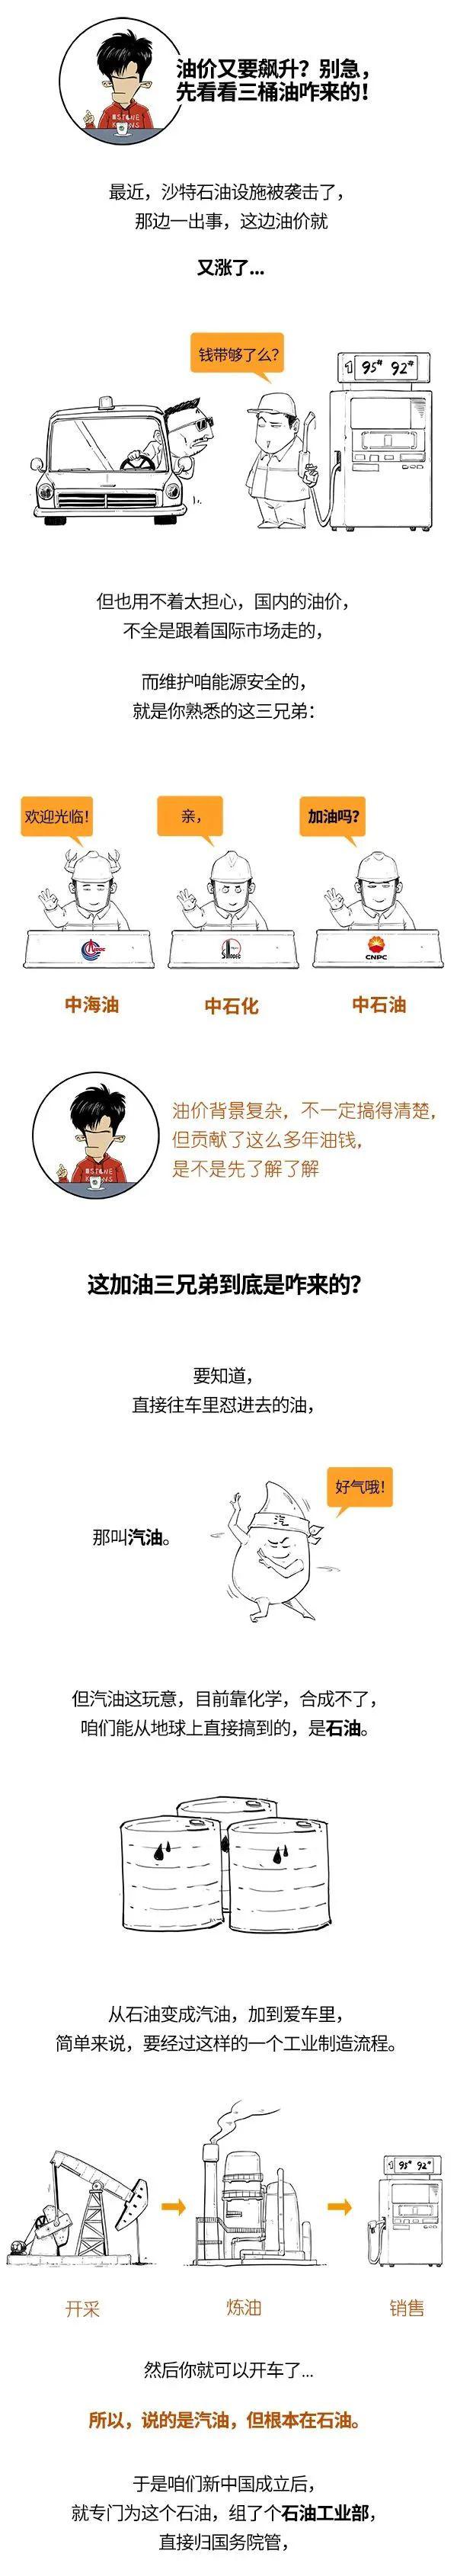 油价又要飙升？别急，
先看看三桶油咋来的！
最近，沙特石油设施被袭击了，
那边一出事，这边油价就
又涨了...
钱带够了么？
1 95# 92#
但也用不着太担心，国内的油价，
不全是跟着国际市场走的，
而维护咱能源安全的，
就是你熟悉的这三兄弟：
欢迎光临！
亲，
加油吗？
CNPC
中海油
中石化
中石油
油价背景复杂，不一定搞得清楚，
但贡献了这么多年油钱，
是不是先了解了解
这加油三兄弟到底是咋来的？
要知道，
直接往车里怼进去的油，
好气哦！
汽
那叫汽油。
但汽油这玩意，目前靠化学，合成不了，
咱们能从地球上直接搞到的，是石油。
从石油变成汽油，加到爱车里，
简单来说，要经过这样的一个工业制造流程。
1 95# 92#
开采
炼油
销售
然后你就可以开车了...
所以，说的是汽油，但根本在石油。
于是咱们新中国成立后，
就专门为这个石油，组了个石油工业部，
直接归国务院管，